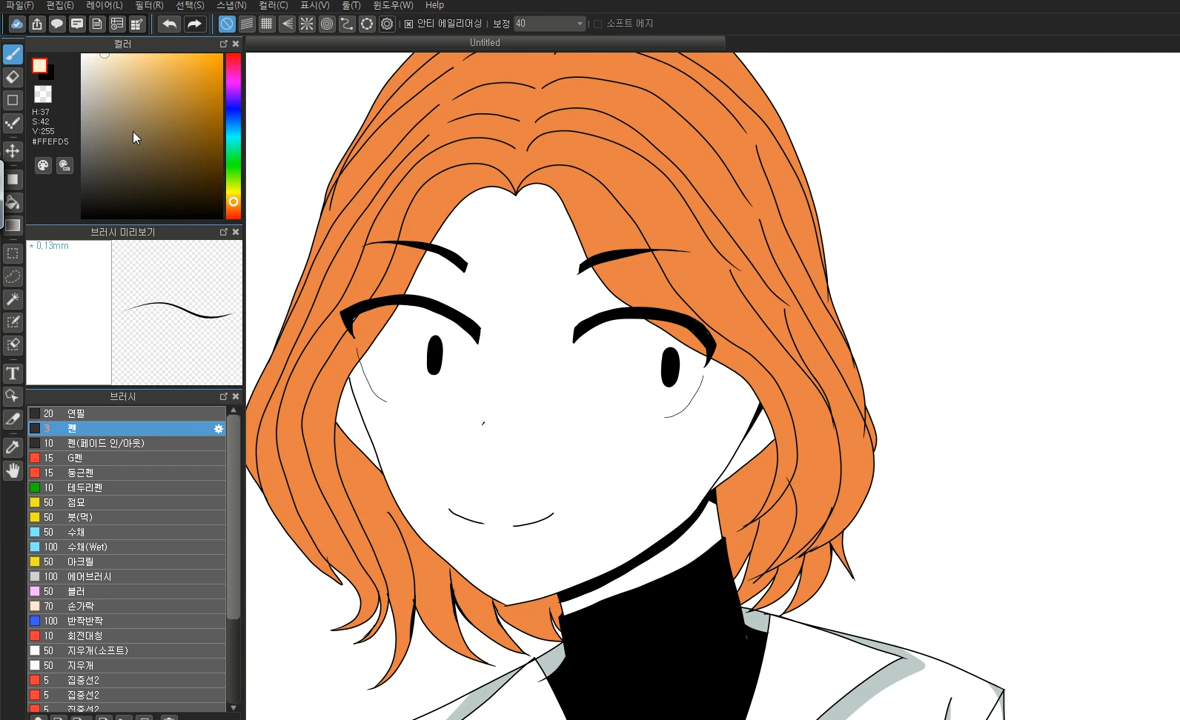 파일(F) 편집(E) 레이어(L) 필터(R) 선택(S) 스냅(N) 컬러(C) 표시(V) 툴(T) 윈도우(W) Help
안티 에일리어싱 보정 40 소프트 에지
컬러
Untitled
H:37
S:42
V:255
#FFEFD5
브러시 미리보기
* 0,13mm
브러시
20 연필
3 펜
10 펜(페이드 인/아웃)
15 G펜
15 둥근펜
10 테두리펜
50 점묘
50 붓(먹)
50 수채
100 수채(Wet)
50 아크릴
100 에어브러시
50 블러
70 손가락
100 반짝반짝
10 회전대칭
50 지우개(소프트)
50 지우개
5 집중선2
5 집중선2
5 집중선2